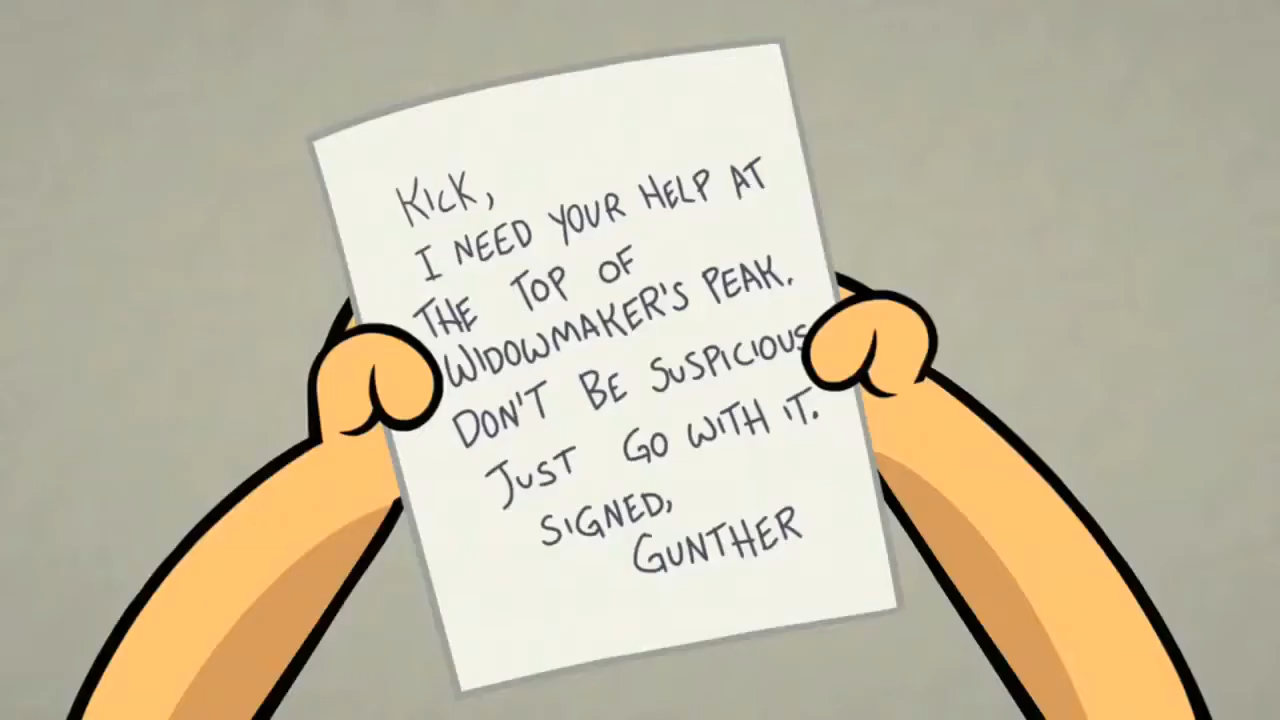 KICK,
I NEED YOUR HELP AT
THE TOP OF
WIDOWMAKER'S PEAK.
DON'T BE SUSPICIOUS
JUST GO WITH IT.
SIGNED,
GUNTHER